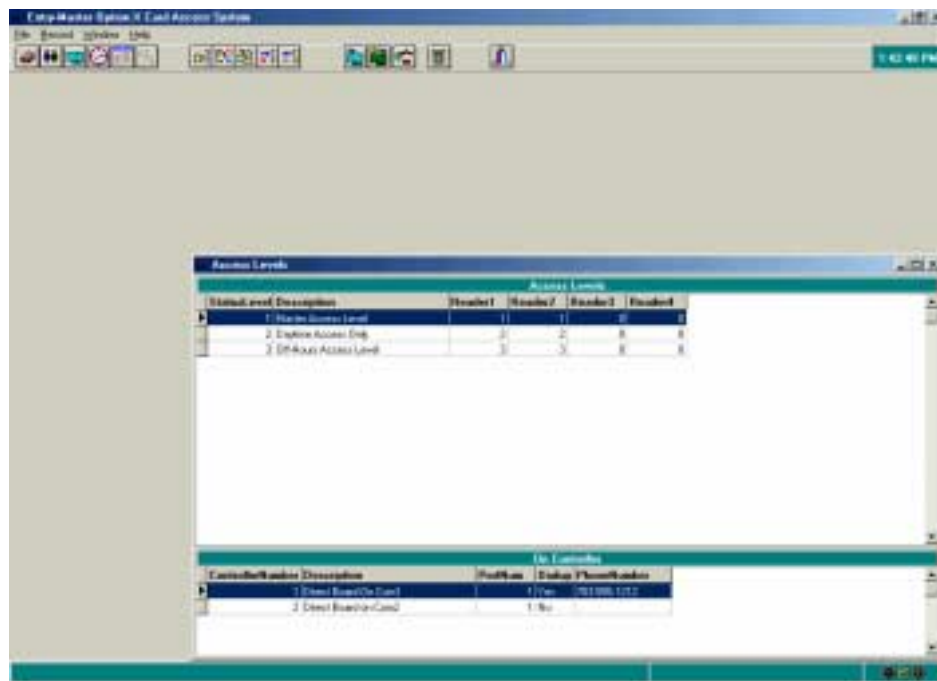 Entry-Master Option X Card Access System
File Record Window Help
PM
Access Levels
Access Levels
StatusLevel Description Reader1 Reader2 Reader3 Reader4
1 Master Access Level 1 1 0 0
2 Daytime Access Only 2 0 0
3 Off-Hours Access Level 3 3 0 0
On Controller
ControllerNumber Description PortNum Dialup PhoneNumber
1 Direct Board On Com1 1 Yes
2 Direct Board on Com2 1 No